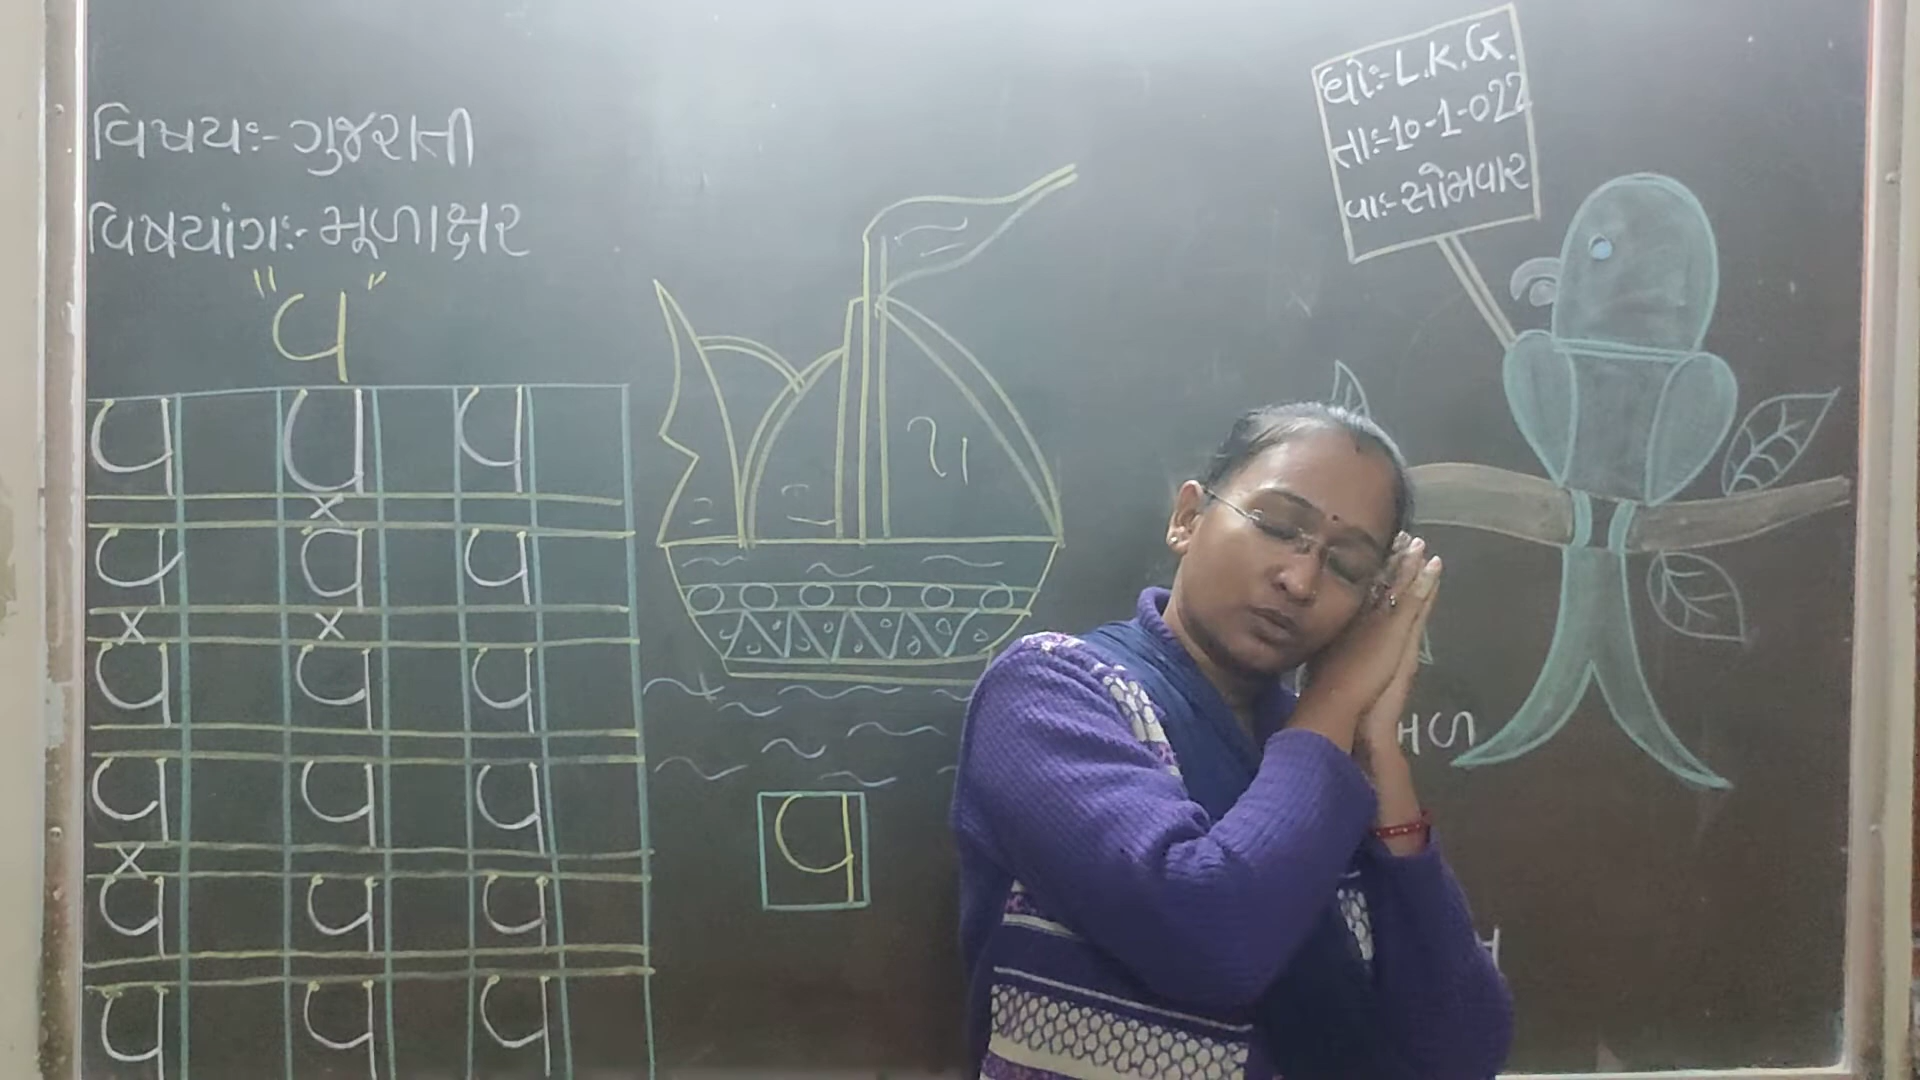 વિષયઃ- ગુજરાતી
વિષયાંગઃ- મૂળાક્ષર
"વ"
વ વ વ
વ વ વ
વ વ વ
વ વ વ
વ વ વ
વ વ વ
વ
ધોઃ- L.K.G.
તાઃ- 10-1-022
વાઃ- સોમવાર